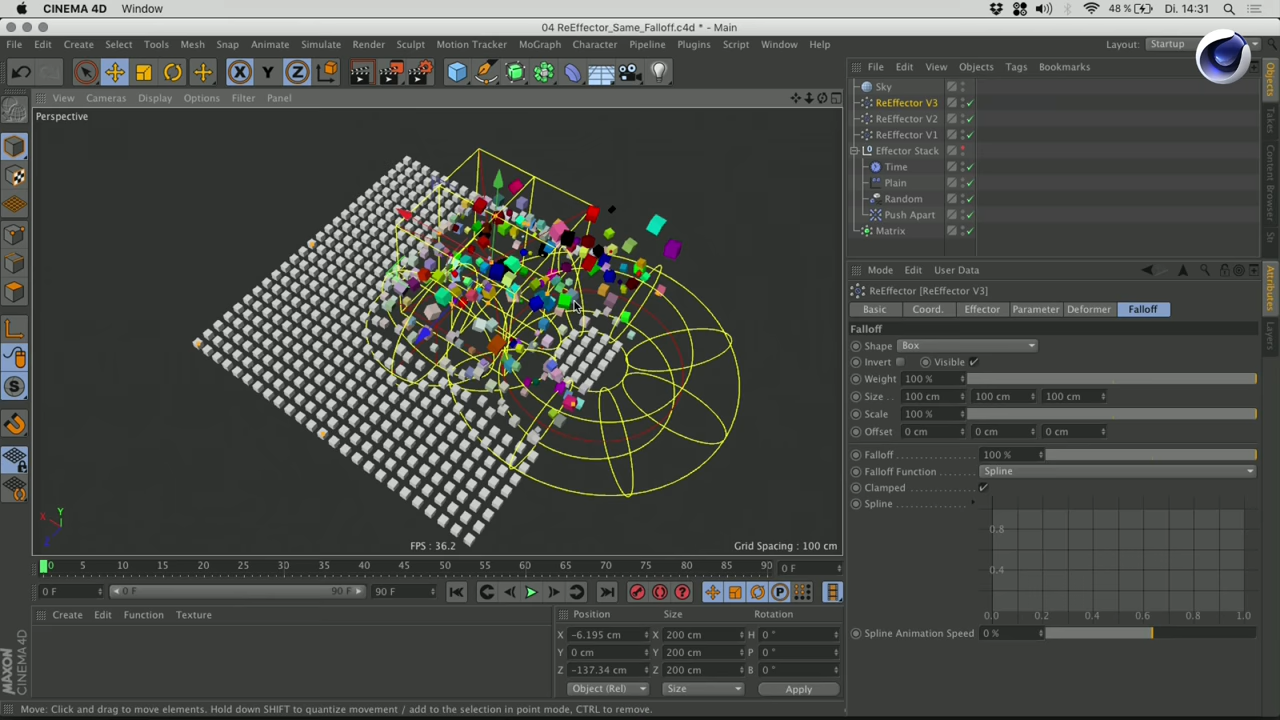 CINEMA 4D Window 48 % Di. 14:31
04 ReEffector_Same_Falloff.c4d * - Main
File Edit Create Select Tools Mesh Snap Animate Simulate Render Sculpt Motion Tracker MoGraph Character Pipeline Plugins Script Window Help Layout: Startup
X Y Z
File Edit View Objects Tags Bookmarks
View Cameras Display Options Filter Panel
Perspective
Sky
ReEffector V3
ReEffector V2
ReEffector V1
Effector Stack
Time
Plain
Random
Push Apart
Matrix
Objects
Takes
Content Browser
Attributes
Layers
Mode Edit User Data
ReEffector [ReEffector V3]
Basic Coord. Effector Parameter Deformer Falloff
Falloff
Shape Box
Invert Visible
Weight 100 %
Size . . 100 cm 100 cm 100 cm
Scale 100 %
Offset 0 cm 0 cm 0 cm
Falloff 100 %
Falloff Function Spline
Clamped
Spline
0.8
0.4
0.0 0.2 0.4 0.6 0.8 1.0
Spline Animation Speed 0 %
X Y Z
FPS : 36.2 Grid Spacing : 100 cm
0 5 10 15 20 25 30 35 40 45 50 55 60 65 70 75 80 85 90 0 F
0 F 0 F 90 F 90 F
P
Create Edit Function Texture
Position Size Rotation
X -6.195 cm X 200 cm H 0 °
Y 0 cm Y 200 cm P 0 °
Z -137.34 cm Z 200 cm B 0 °
Object (Rel) Size Apply
MAXON CINEMA 4D
Move: Click and drag to move elements. Hold down SHIFT to quantize movement / add to the selection in point mode, CTRL to remove.